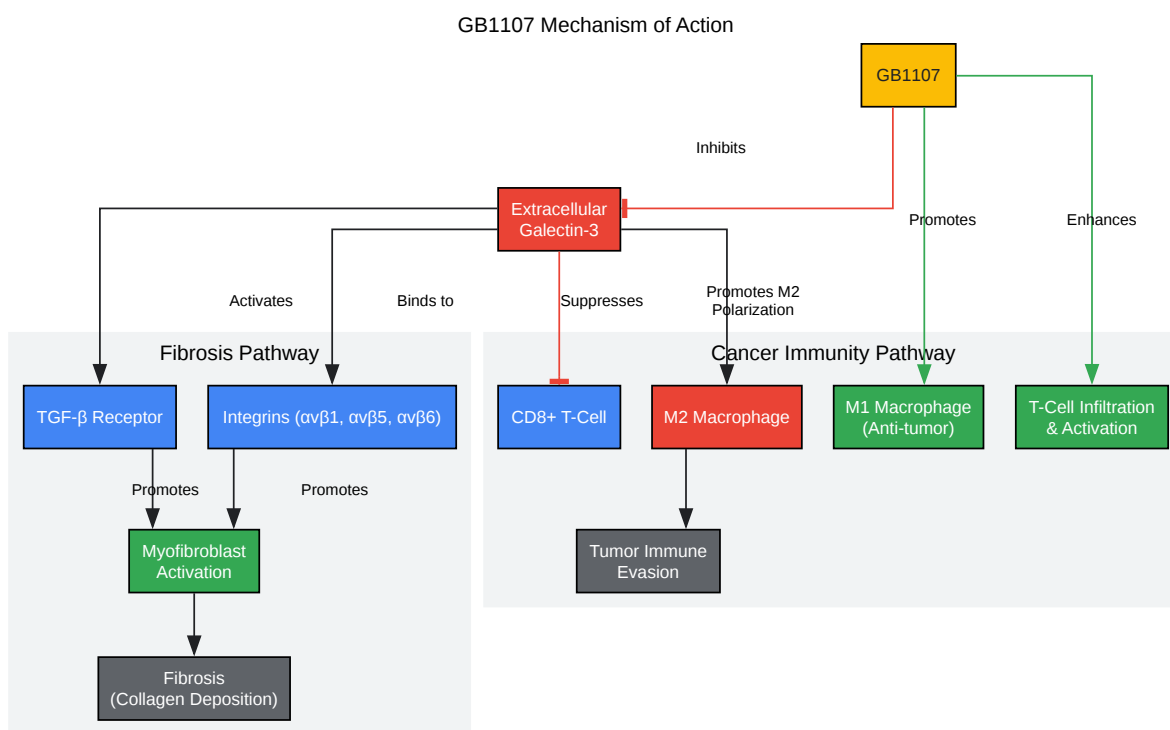 GB1107 Mechanism of Action
GB1107
Inhibits
Extracellular
Galectin-3
Promotes
Enhances
Activates
Binds to
Suppresses
Promotes M2
Polarization
Fibrosis Pathway
Cancer Immunity Pathway
TGF-β Receptor
Integrins (αvβ1, αvβ5, αvβ6)
CD8+ T-Cell
M2 Macrophage
M1 Macrophage
(Anti-tumor)
T-Cell Infiltration
& Activation
Promotes
Promotes
Myofibroblast
Activation
Tumor Immune
Evasion
Fibrosis
(Collagen Deposition)